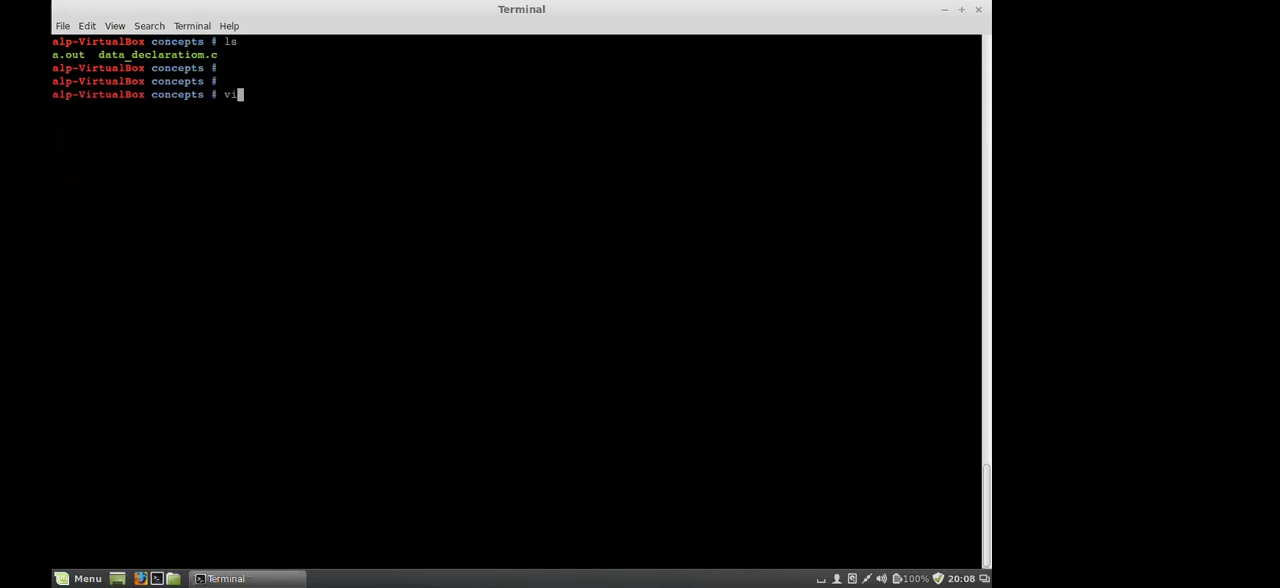 Terminal
File Edit View Search Terminal Help
alp-VirtualBox concepts # ls
a.out data_declaratiom.c
alp-VirtualBox concepts #
alp-VirtualBox concepts #
alp-VirtualBox concepts # vi
Menu Terminal 100% 20:08